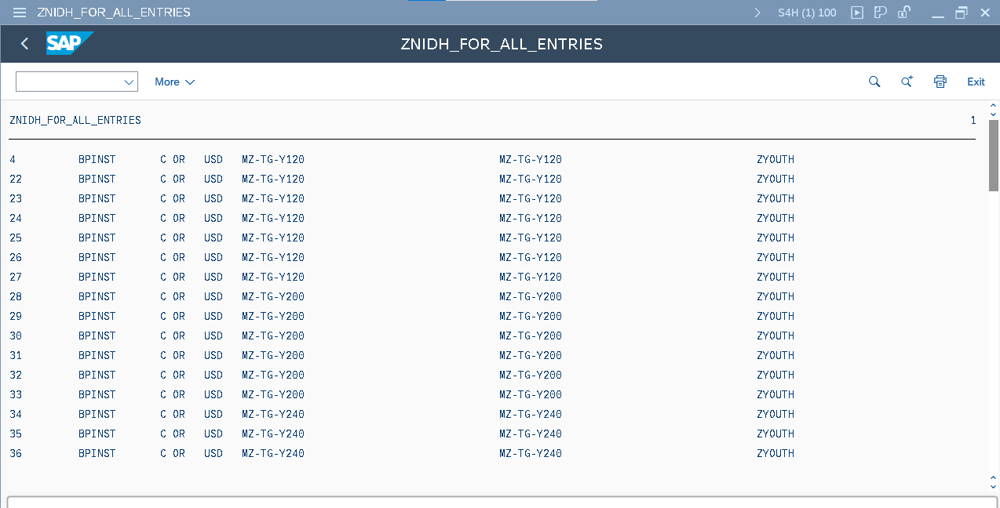 ZNIDH_FOR_ALL_ENTRIES S4H (1) 100
SAP ZNIDH_FOR_ALL_ENTRIES
More Exit
ZNIDH_FOR_ALL_ENTRIES 1
4 BPINST C OR USD MZ-TG-Y120 MZ-TG-Y120 ZYOUTH
22 BPINST C OR USD MZ-TG-Y120 MZ-TG-Y120 ZYOUTH
23 BPINST C OR USD MZ-TG-Y120 MZ-TG-Y120 ZYOUTH
24 BPINST C OR USD MZ-TG-Y120 MZ-TG-Y120 ZYOUTH
25 BPINST C OR USD MZ-TG-Y120 MZ-TG-Y120 ZYOUTH
26 BPINST C OR USD MZ-TG-Y120 MZ-TG-Y120 ZYOUTH
27 BPINST C OR USD MZ-TG-Y120 MZ-TG-Y120 ZYOUTH
28 BPINST C OR USD MZ-TG-Y200 MZ-TG-Y200 ZYOUTH
29 BPINST C OR USD MZ-TG-Y200 MZ-TG-Y200 ZYOUTH
30 BPINST C OR USD MZ-TG-Y200 MZ-TG-Y200 ZYOUTH
31 BPINST C OR USD MZ-TG-Y200 MZ-TG-Y200 ZYOUTH
32 BPINST C OR USD MZ-TG-Y200 MZ-TG-Y200 ZYOUTH
33 BPINST C OR USD MZ-TG-Y200 MZ-TG-Y200 ZYOUTH
34 BPINST C OR USD MZ-TG-Y240 MZ-TG-Y240 ZYOUTH
35 BPINST C OR USD MZ-TG-Y240 MZ-TG-Y240 ZYOUTH
36 BPINST C OR USD MZ-TG-Y240 MZ-TG-Y240 ZYOUTH